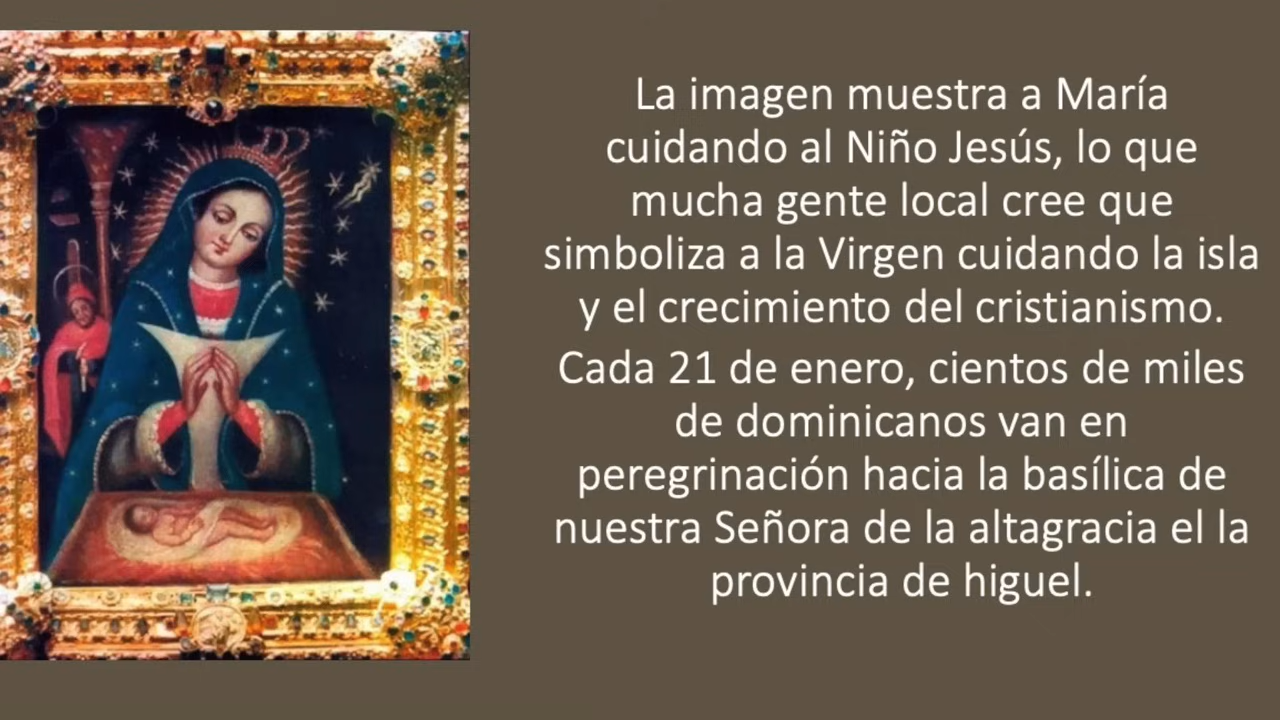 La imagen muestra a María
cuidando al Niño Jesús, lo que
mucha gente local cree que
simboliza a la Virgen cuidando la isla
y el crecimiento del cristianismo.
Cada 21 de enero, cientos de miles
de dominicanos van en
peregrinación hacia la basílica de
nuestra Señora de la altagracia el la
provincia de higuel.